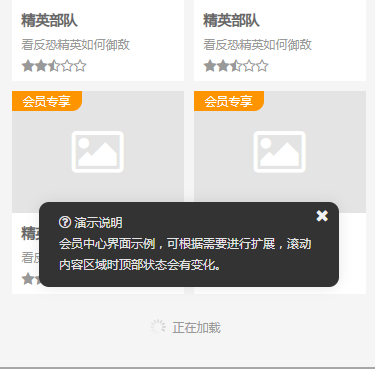 精英部队 精英部队
看反恐精英如何御敌 看反恐精英如何御敌
会员专享 会员专享
演示说明
会员中心界面示例，可根据需要进行扩展，滚动
内容区域时顶部状态会有变化。
精
看反
正在加载